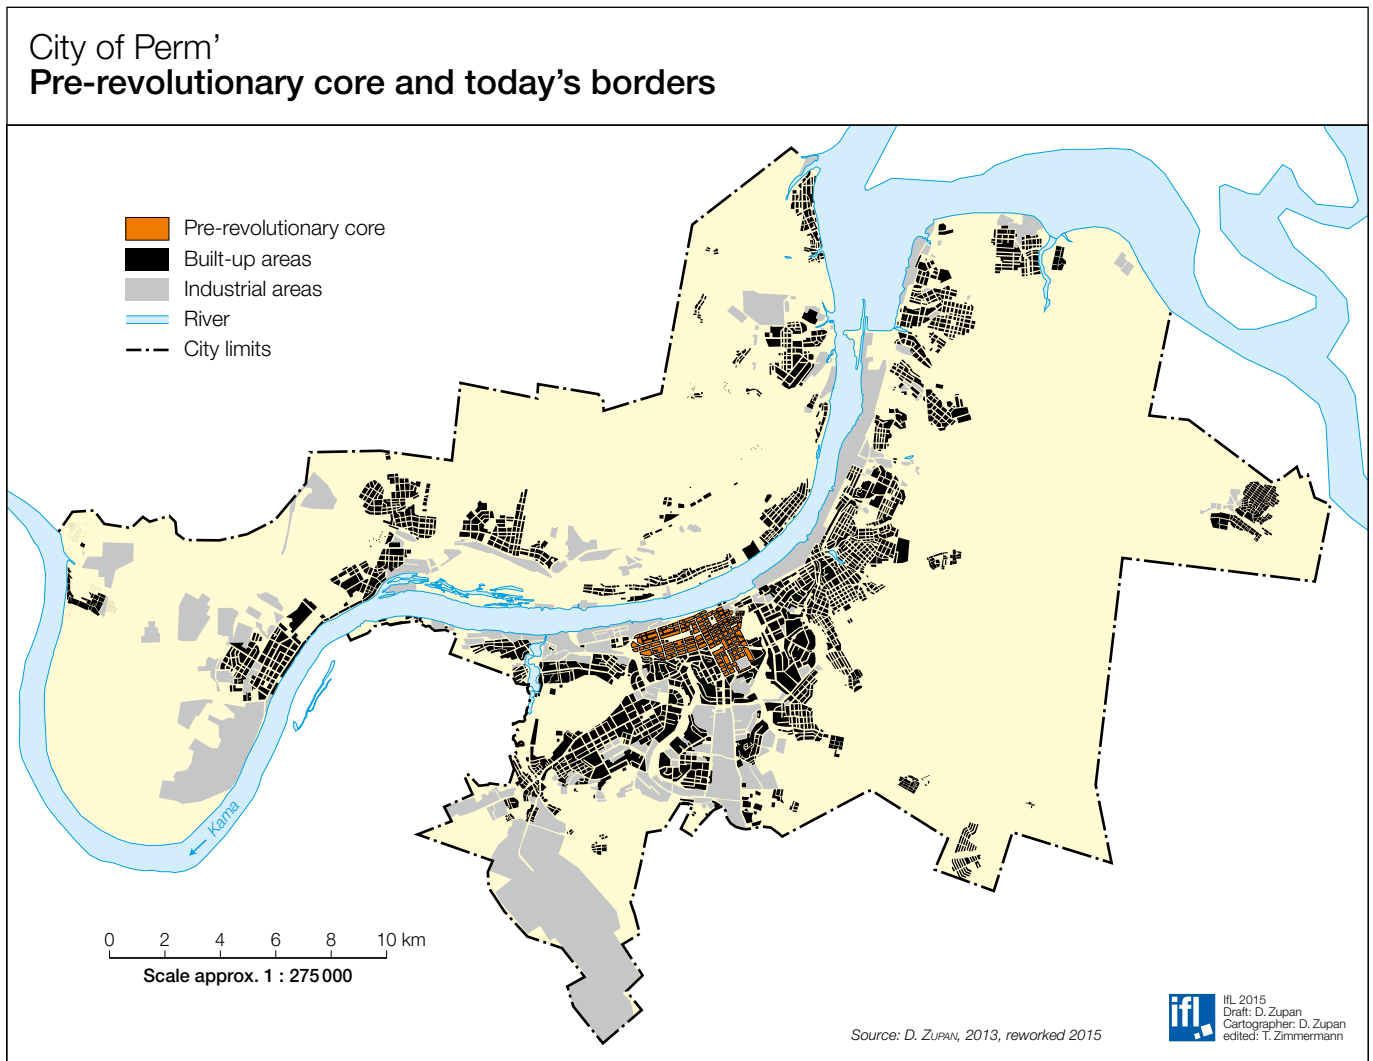 City of Perm’
Pre-revolutionary core and today’s borders
Pre-revolutionary core
Built-up areas
Industrial areas
River
City limits
Kama
0 2 4 6 8 10 km
Scale approx. 1 : 275 000
Source: D. Zupan, 2013, reworked 2015
ifl
IfL 2015
Draft: D. Zupan
Cartographer: D. Zupan
edited: T. Zimmermann